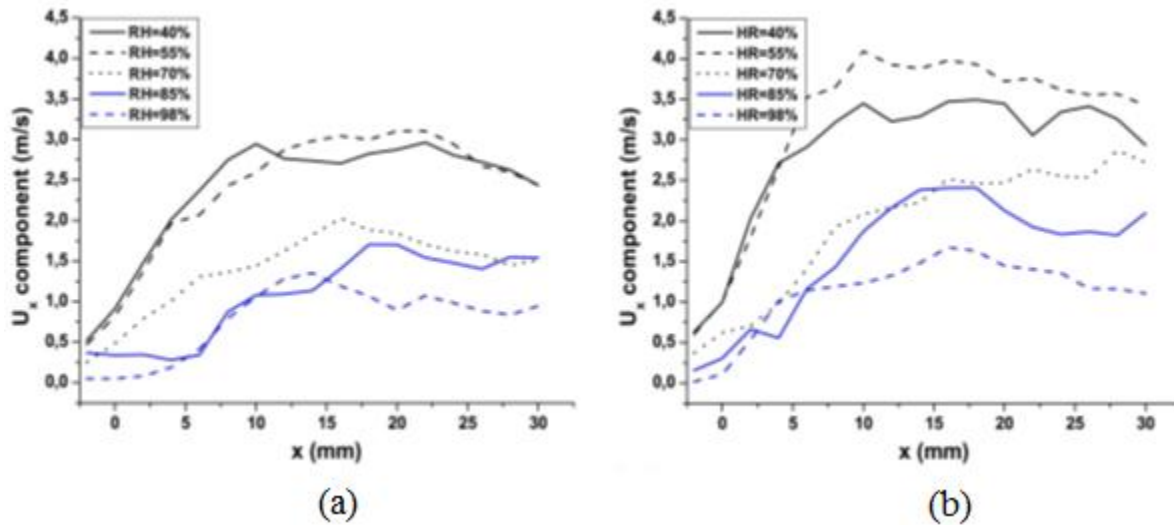 4,5
4,0
3,5
3,0
2,5
2,0
1,5
1,0
0,5
0,0
Ux component (m/s)
RH=40%
RH=55%
RH=70%
RH=85%
RH=98%
0 5 10 15 20 25 30
x (mm)
(a)
4,5
4,0
3,5
3,0
2,5
2,0
1,5
1,0
0,5
0,0
Ux component (m/s)
HR=40%
HR=55%
HR=70%
HR=85%
HR=98%
0 5 10 15 20 25 30
x (mm)
(b)